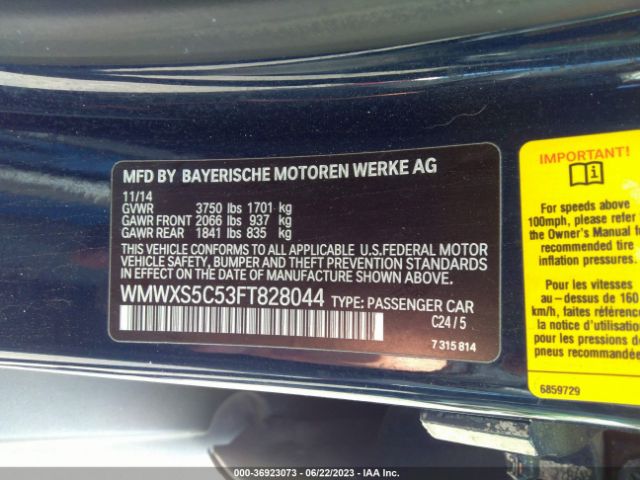 MFD BY BAYERISCHE MOTOREN WERKE AG
11/14
GVWR 3750 lbs 1701 kg
GAWR FRONT 2066 lbs 937 kg
GAWR REAR 1841 lbs 835 kg
THIS VEHICLE CONFORMS TO ALL APPLICABLE U.S.FEDERAL MOTOR
VEHICLE SAFETY, BUMPER AND THEFT PREVENTION STANDARDS
IN EFFECT ON THE DATE OF MANUFACTURE SHOWN ABOVE.
WMWXS5C53FT828044 TYPE: PASSENGER CAR
C24/5
7 315 814
IMPORTANT!
For speeds above
100mph, please refer
the Owner's Manual f
recommended tire
inflation pressures.
Pour les vitesses
au-dessus de 160
km/h, faire référenc
la notice d'utilisatio
pour les pressions
pneus recommandée
6859729
000-36923073 - 06/22/2023 - IAA Inc.